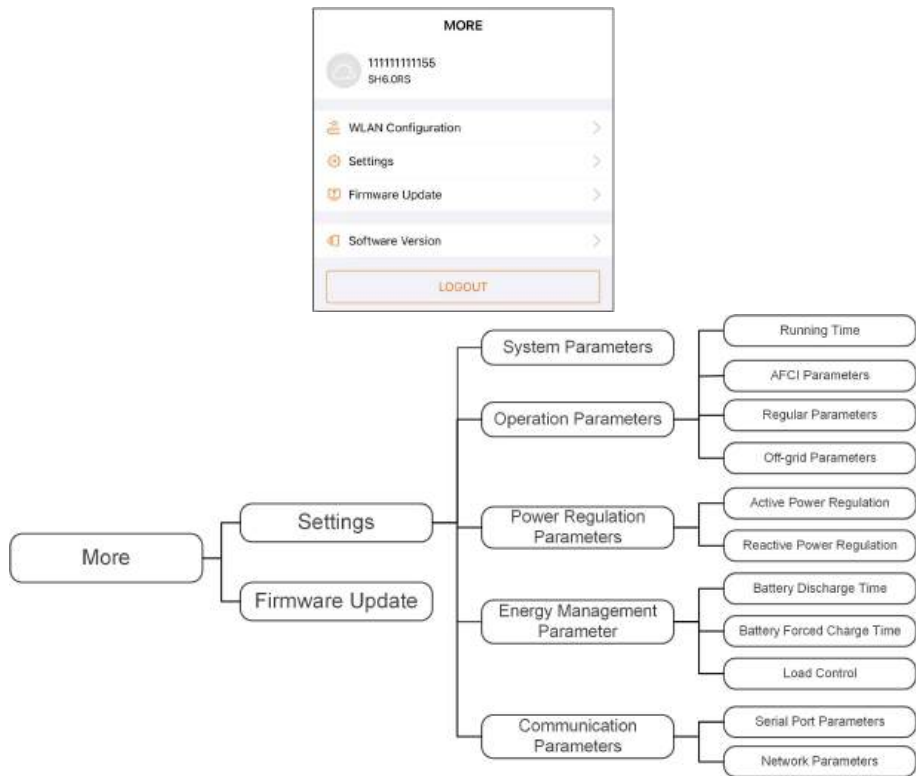 MORE
111111111155
SH6.0RS
WLAN Configuration
Settings
Firmware Update
Software Version
LOGOUT
More
Settings
Firmware Update
System Parameters
Operation Parameters
Running Time
AFCI Parameters
Regular Parameters
Off-grid Parameters
Power Regulation
Parameters
Active Power Regulation
Reactive Power Regulation
Energy Management
Parameter
Battery Discharge Time
Battery Forced Charge Time
Load Control
Communication
Parameters
Serial Port Parameters
Network Parameters